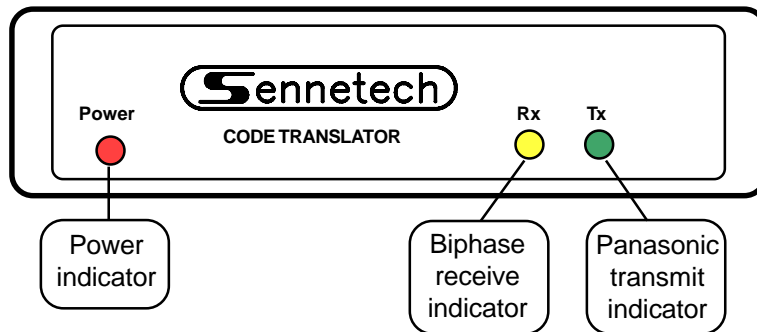 Sennetech
Power
Rx Tx
CODE TRANSLATOR
Power
indicator
Biphase
receive
indicator
Panasonic
transmit
indicator